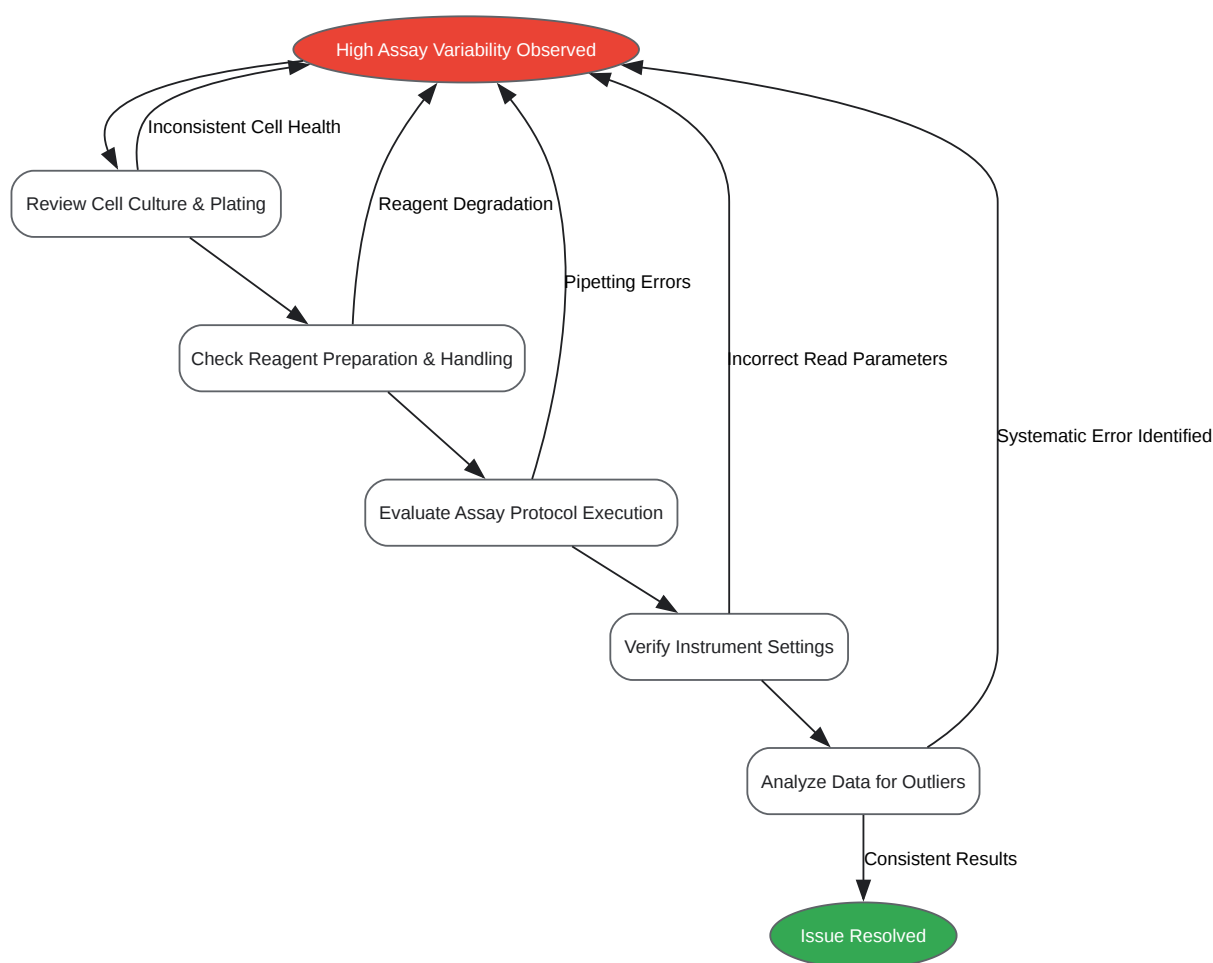 High Assay Variability Observed
Inconsistent Cell Health
Review Cell Culture & Plating
Reagent Degradation
Pipetting Errors
Check Reagent Preparation & Handling
Incorrect Read Parameters
Systematic Error Identified
Evaluate Assay Protocol Execution
Verify Instrument Settings
Analyze Data for Outliers
Consistent Results
Issue Resolved